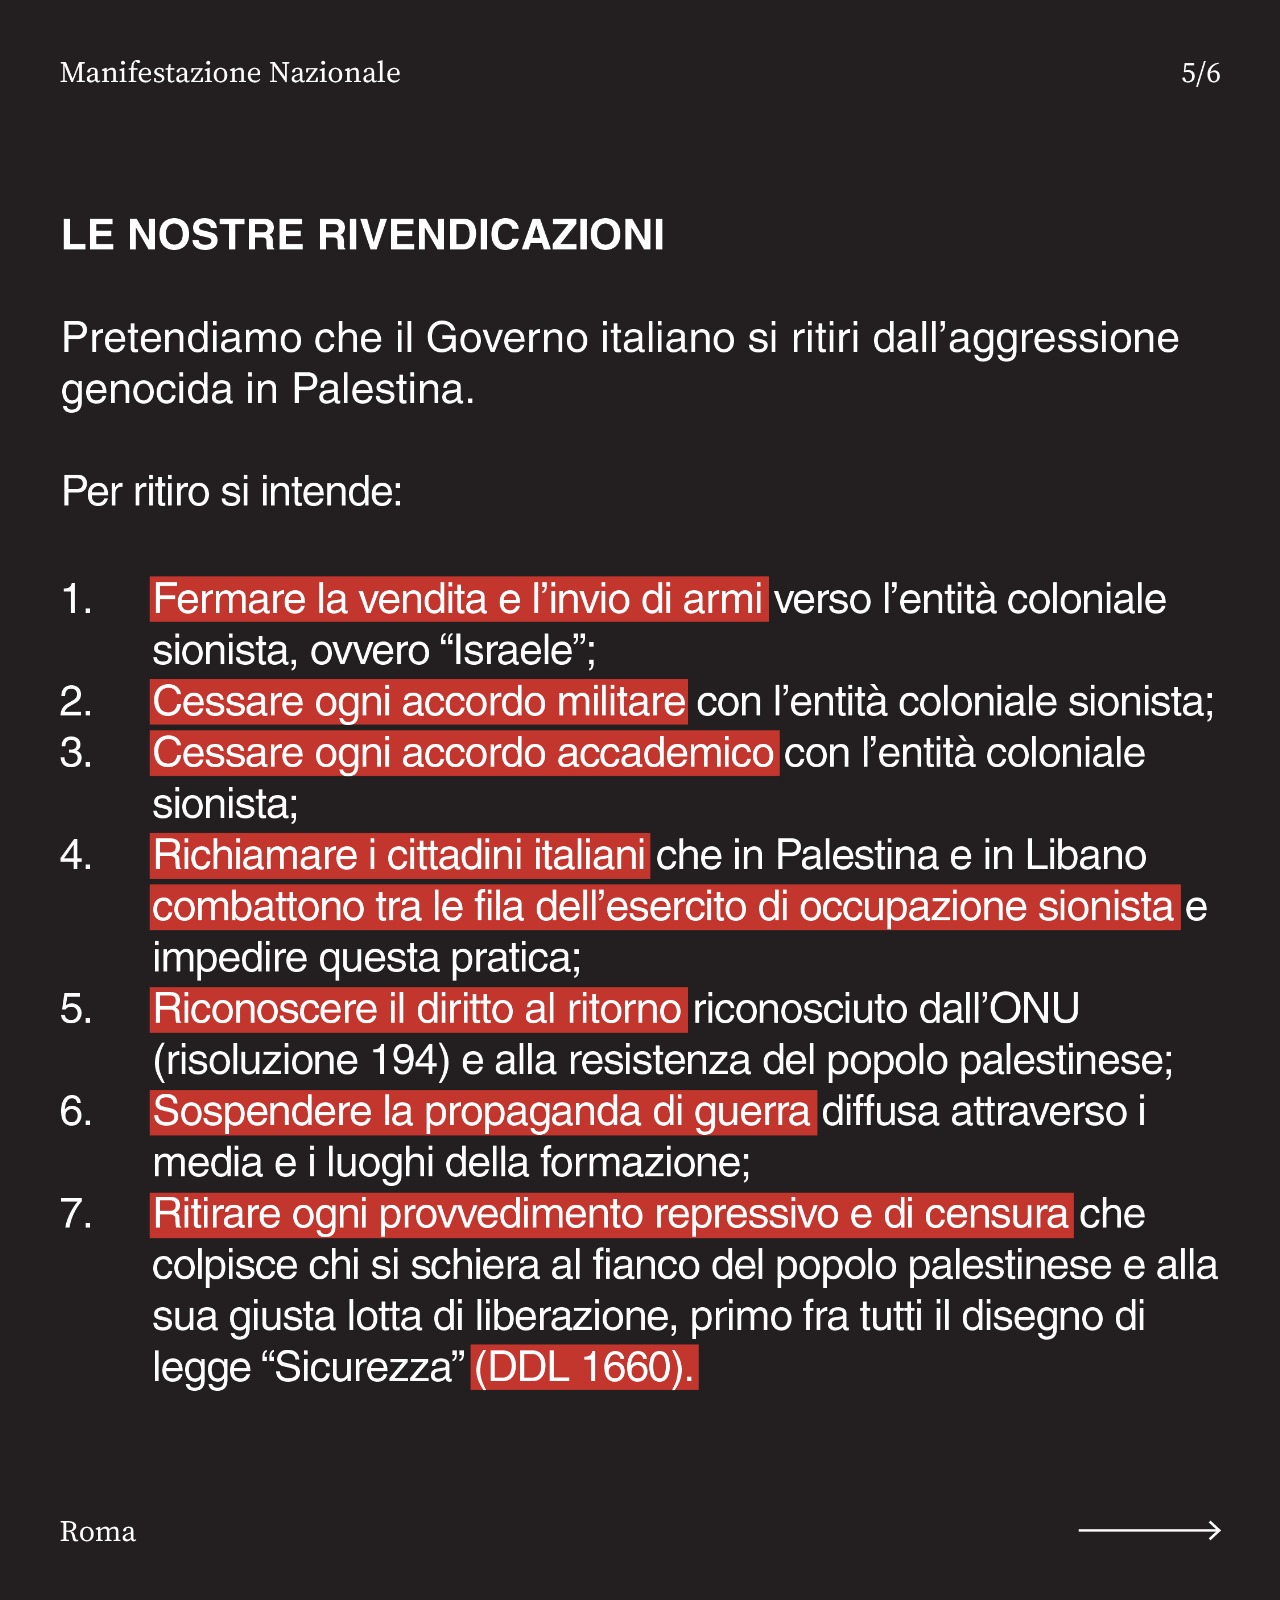 Manifestazione Nazionale
5/6
LE NOSTRE RIVENDICAZIONI
Pretendiamo che il Governo italiano si ritiri dall’aggressione
genocida in Palestina.
Per ritiro si intende:
1. Fermare la vendita e l’invio di armi verso l’entità coloniale
sionista, ovvero “Israele”;
2. Cessare ogni accordo militare con l’entità coloniale sionista;
3. Cessare ogni accordo accademico con l’entità coloniale
sionista;
4. Richiamare i cittadini italiani che in Palestina e in Libano
combattono tra le fila dell’esercito di occupazione sionista e
impedire questa pratica;
5. Riconoscere il diritto al ritorno riconosciuto dall’ONU
(risoluzione 194) e alla resistenza del popolo palestinese;
6. Sospendere la propaganda di guerra diffusa attraverso i
media e i luoghi della formazione;
7. Ritirare ogni provvedimento repressivo e di censura che
colpisce chi si schiera al fianco del popolo palestinese e alla
sua giusta lotta di liberazione, primo fra tutti il disegno di
legge “Sicurezza” (DDL 1660).
Roma